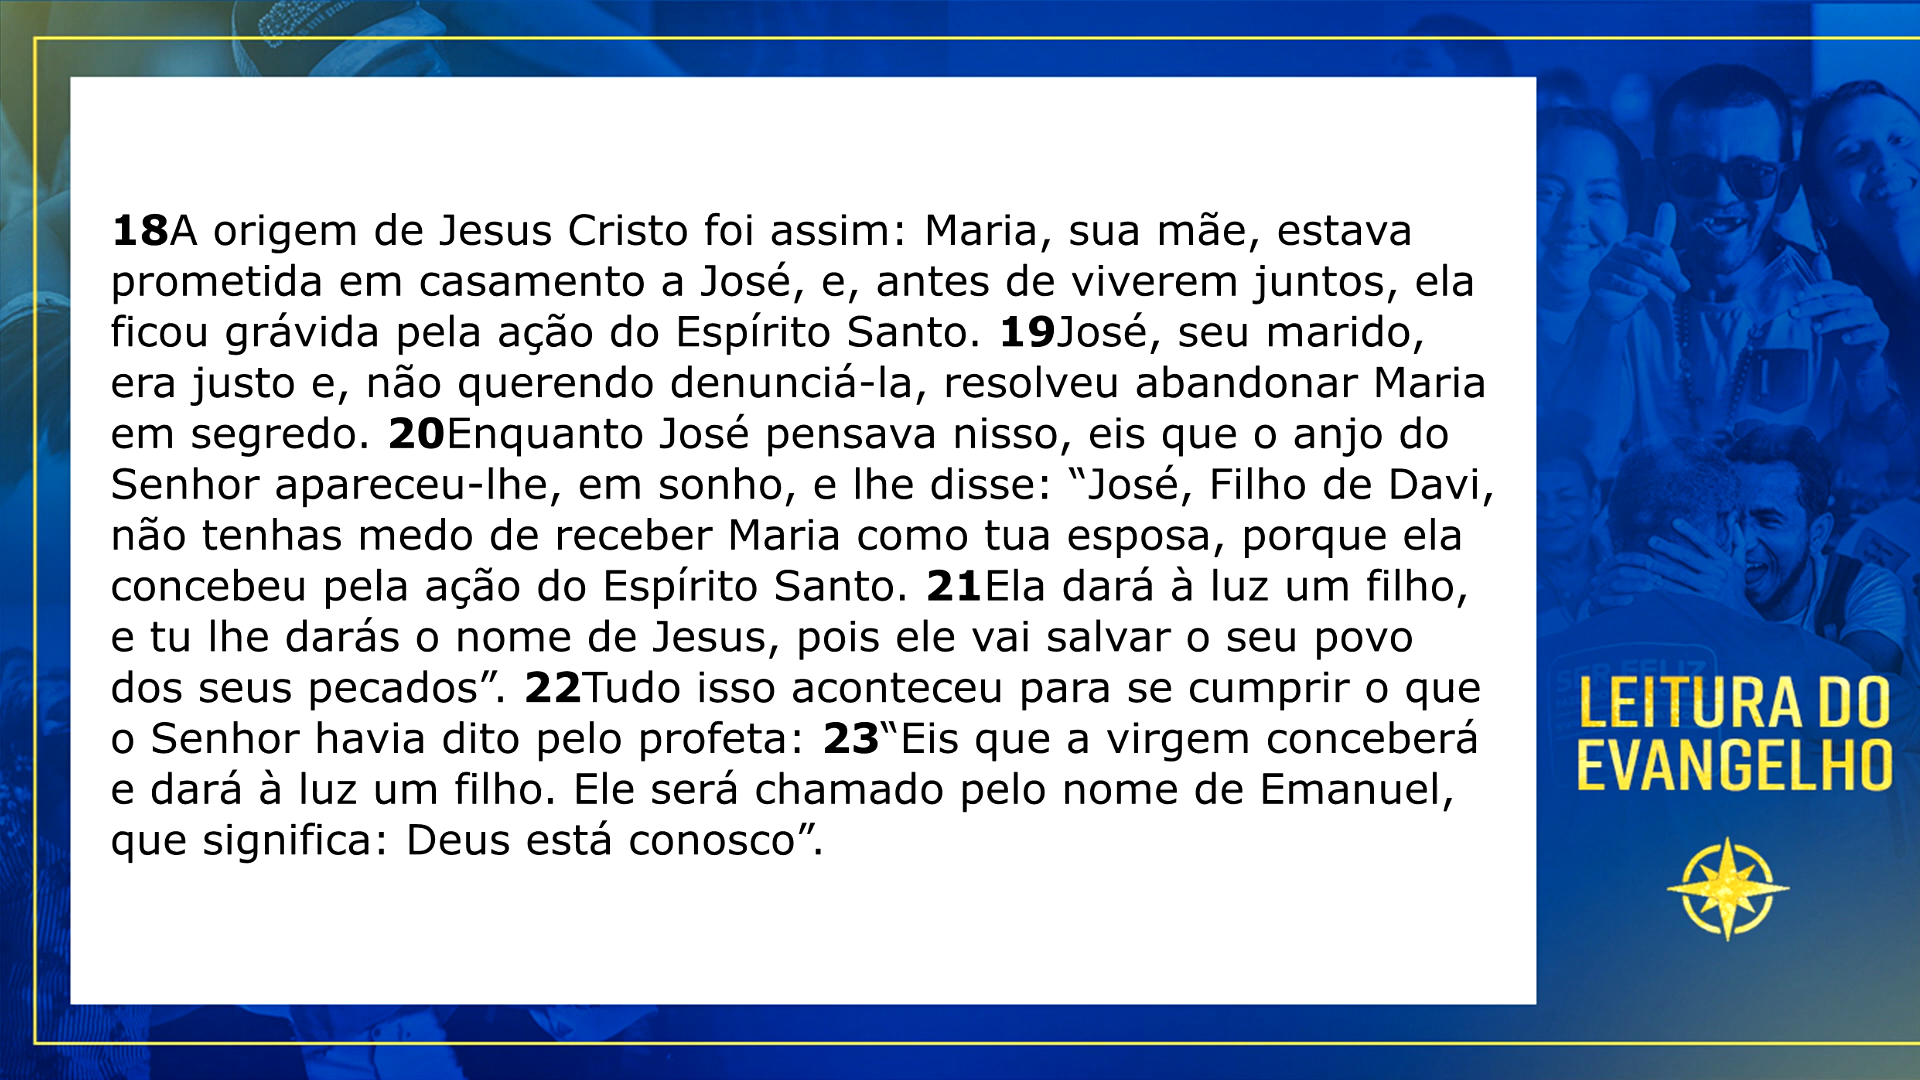 18A origem de Jesus Cristo foi assim: Maria, sua mãe, estava
prometida em casamento a José, e, antes de viverem juntos, ela
ficou grávida pela ação do Espírito Santo. 19José, seu marido,
era justo e, não querendo denunciá-la, resolveu abandonar Maria
em segredo. 20Enquanto José pensava nisso, eis que o anjo do
Senhor apareceu-lhe, em sonho, e lhe disse: “José, Filho de Davi,
não tenhas medo de receber Maria como tua esposa, porque ela
concebeu pela ação do Espírito Santo. 21Ela dará à luz um filho,
e tu lhe darás o nome de Jesus, pois ele vai salvar o seu povo
dos seus pecados”. 22Tudo isso aconteceu para se cumprir o que
o Senhor havia dito pelo profeta: 23“Eis que a virgem conceberá
e dará à luz um filho. Ele será chamado pelo nome de Emanuel,
que significa: Deus está conosco”.
SER FELIZ
LEITURA DO
EVANGELHO